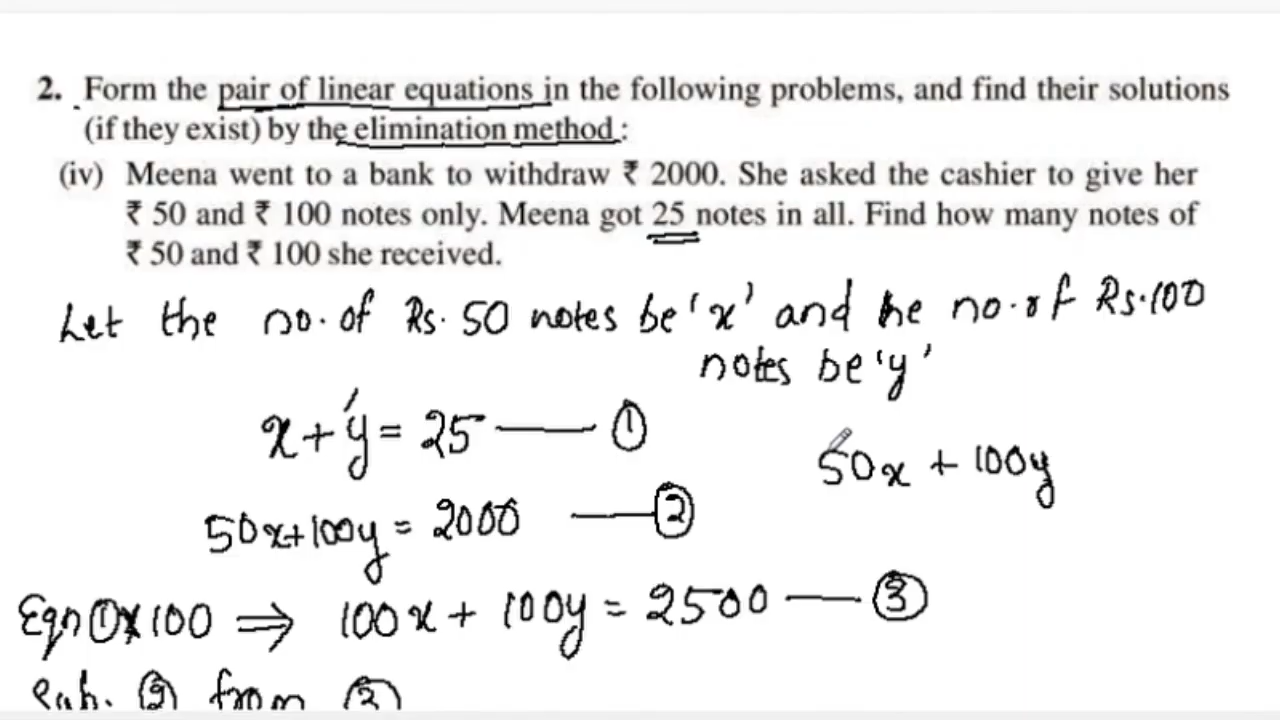 2. Form the pair of linear equations in the following problems, and find their solutions
(if they exist) by the elimination method :
(iv) Meena went to a bank to withdraw ₹ 2000. She asked the cashier to give her
₹ 50 and ₹ 100 notes only. Meena got 25 notes in all. Find how many notes of
₹ 50 and ₹ 100 she received.
Let the no. of Rs. 50 notes be 'x' and he no. of Rs. 100
notes be 'y'
x + y = 25 —— ①
50x + 100y
50x + 100y = 2000 —— ②
Eqn ① x 100 ⇒ 100x + 100y = 2500 —— ③
from